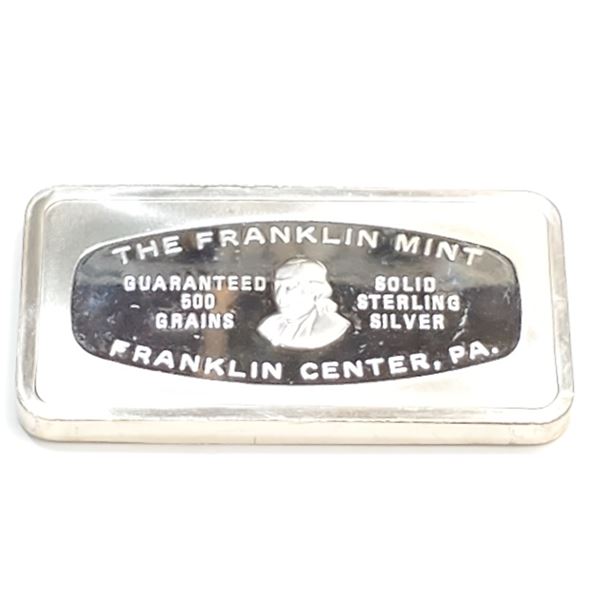 THE FRANKLIN MINT
GUARANTEED
500
GRAINS
SOLID
STERLING
SILVER
FRANKLIN CENTER, PA.